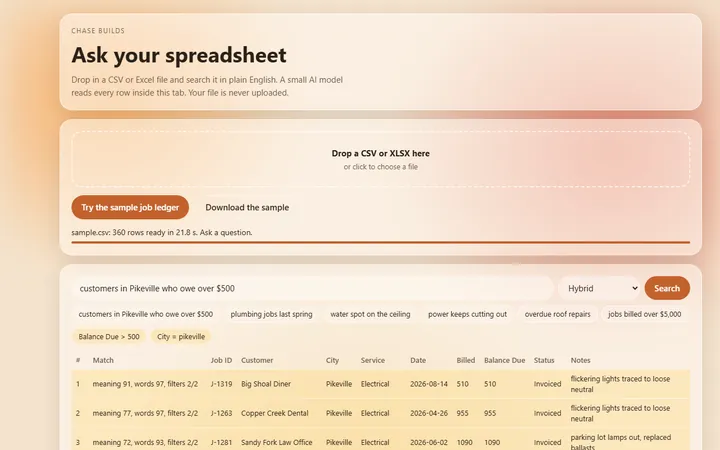 CHASE BUILDS
Ask your spreadsheet
Drop in a CSV or Excel file and search it in plain English. A small AI model
reads every row inside this tab. Your file is never uploaded.
Drop a CSV or XLSX here
or click to choose a file
Try the sample job ledger Download the sample
sample.csv: 360 rows ready in 21.8 s. Ask a question.
customers in Pikeville who owe over $500 Hybrid Search
customers in Pikeville who owe over $500 plumbing jobs last spring water spot on the ceiling power keeps cutting out overdue roof repairs jobs billed over $5,000
Balance Due > 500 City = pikeville
# Match Job ID Customer City Service Date Billed Balance Due Status Notes
1 meaning 91, words 97, filters 2/2 J-1319 Big Shoal Diner Pikeville Electrical 2026-08-14 510 510 Invoiced flickering lights traced to loose
neutral
2 meaning 77, words 97, filters 2/2 J-1263 Copper Creek Dental Pikeville Electrical 2026-04-26 955 955 Invoiced flickering lights traced to loose
neutral
3 meaning 72, words 93, filters 2/2 J-1281 Sandy Fork Law Office Pikeville Electrical 2026-06-02 1090 1090 Invoiced parking lot lamps out, replaced
ballasts